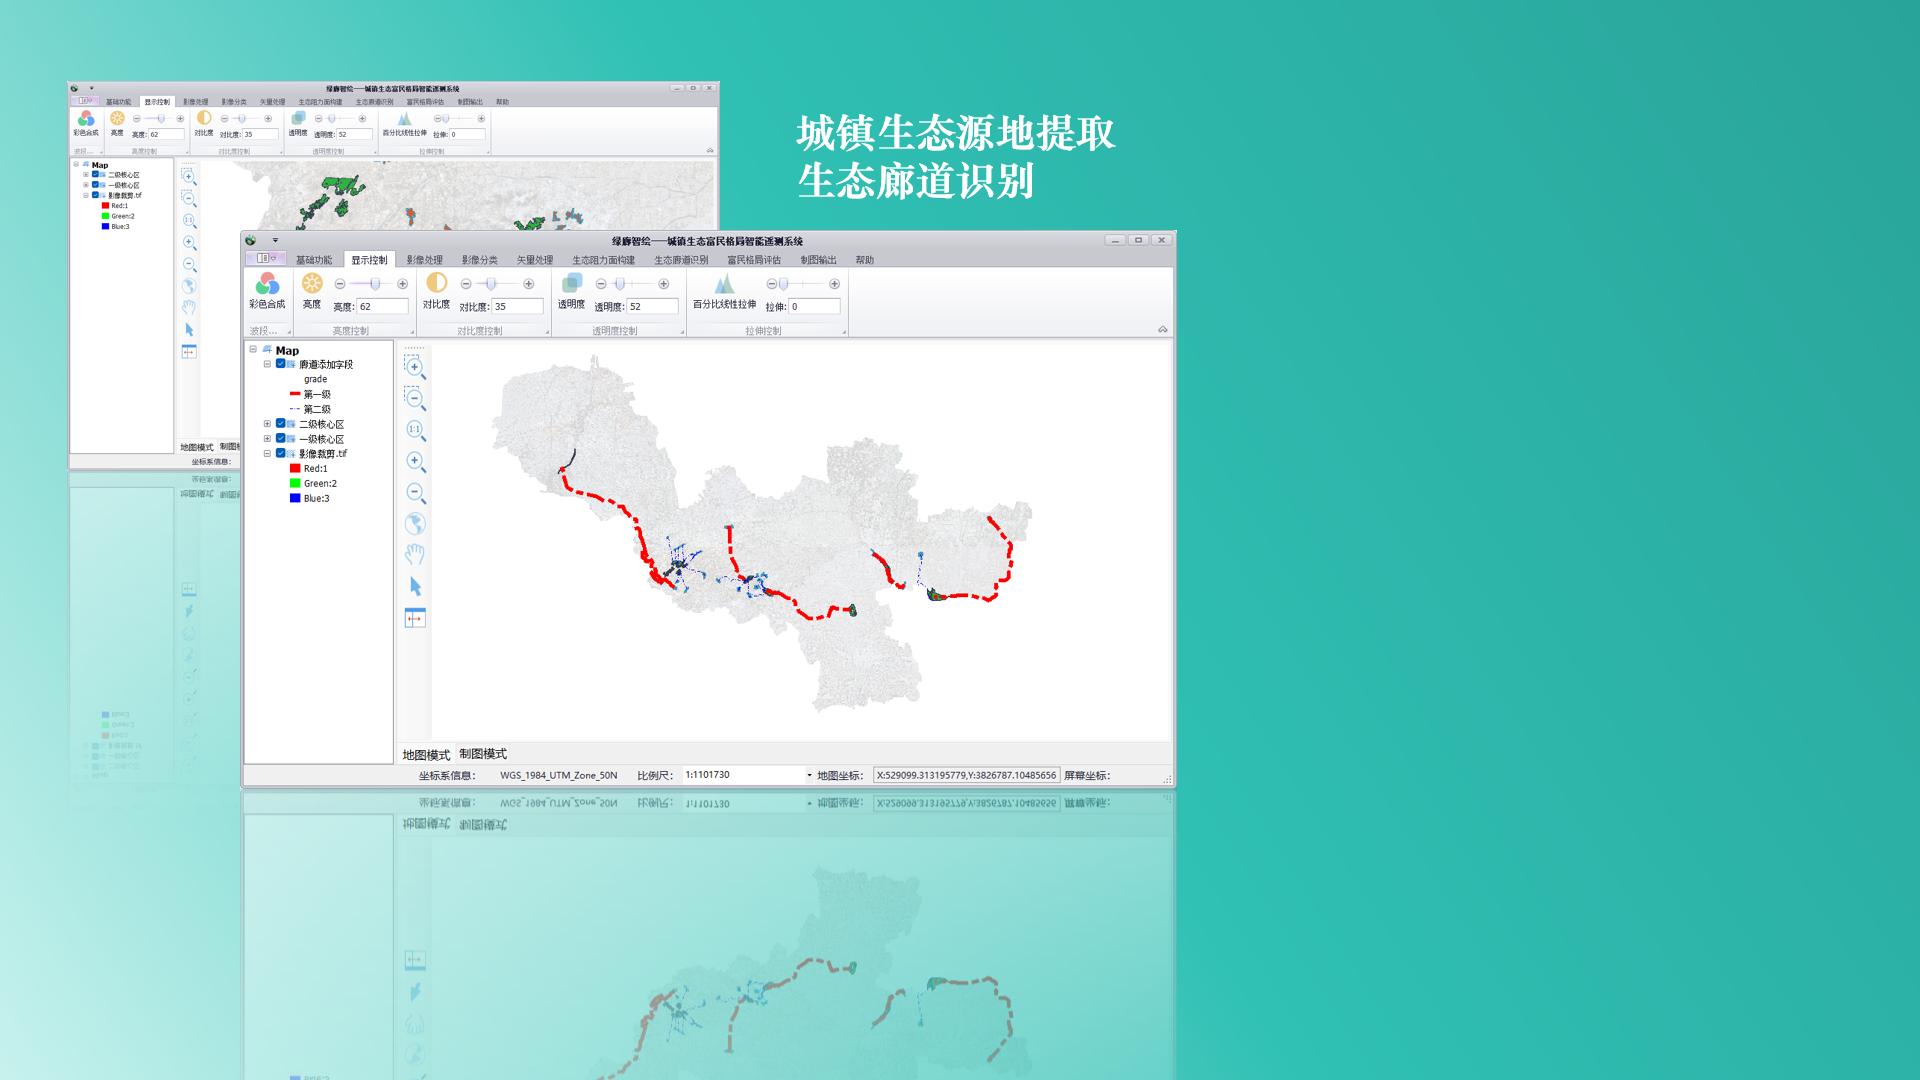 城镇生态源地提取
生态廊道识别
绿廊智绘——城镇生态富民格局智能遥测系统
基础功能 显示控制 影像处理 影像分类 矢量处理 生态阻力面构建 生态廊道识别 富民格局评估 制图输出 帮助
彩色合成 亮度 亮度: 62 对比度 对比度: 35 透明度 透明度: 52 百分比线性拉伸 拉伸: 0
波段... 亮度控制 对比度控制 透明度控制 拉伸控制
Map
二级核心区
一级核心区
影像裁剪.tif
Red:1
Green:2
Blue:3
地图模式
坐标系信息:
绿廊智绘——城镇生态富民格局智能遥测系统
基础功能 显示控制 影像处理 影像分类 矢量处理 生态阻力面构建 生态廊道识别 富民格局评估 制图输出 帮助
彩色合成 亮度 亮度: 62 对比度 对比度: 35 透明度 透明度: 52 百分比线性拉伸 拉伸: 0
波段... 亮度控制 对比度控制 透明度控制 拉伸控制
Map
廊道添加字段
grade
第一级
第二级
二级核心区
一级核心区
影像裁剪.tif
Red:1
Green:2
Blue:3
1:1
地图模式 制图模式
坐标系信息: WGS_1984_UTM_Zone_50N 比例尺: 1:1101730 地图坐标: X:529099.313195779,Y:3826787.10485656 屏幕坐标: